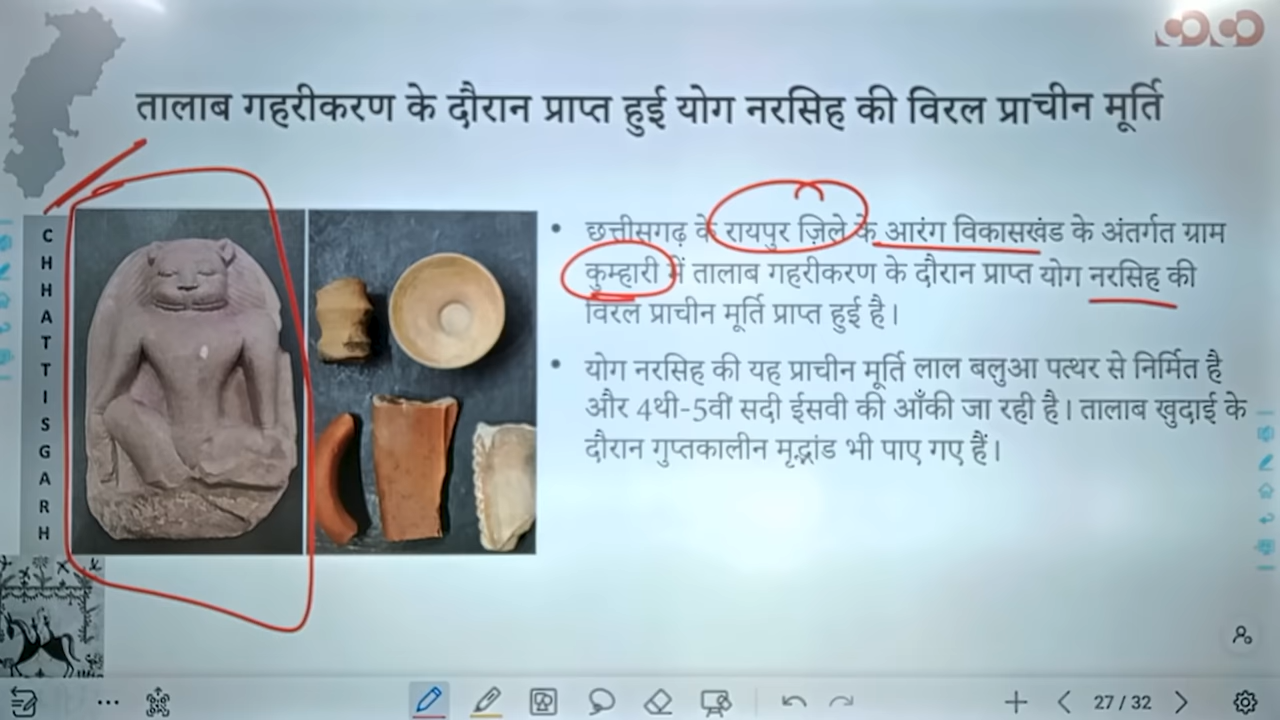 तालाब गहरीकरण के दौरान प्राप्त हुई योग नरसिह की विरल प्राचीन मूर्ति
CHHATTISGARH
• छत्तीसगढ़ के रायपुर ज़िले के आरंग विकासखंड के अंतर्गत ग्राम
कुम्हारी में तालाब गहरीकरण के दौरान प्राप्त योग नरसिह की
विरल प्राचीन मूर्ति प्राप्त हुई है।
• योग नरसिह की यह प्राचीन मूर्ति लाल बलुआ पत्थर से निर्मित है
और 4थी-5वीं सदी ईसवी की आँकी जा रही है। तालाब खुदाई के
दौरान गुप्तकालीन मृद्भांड भी पाए गए हैं।
27 / 32